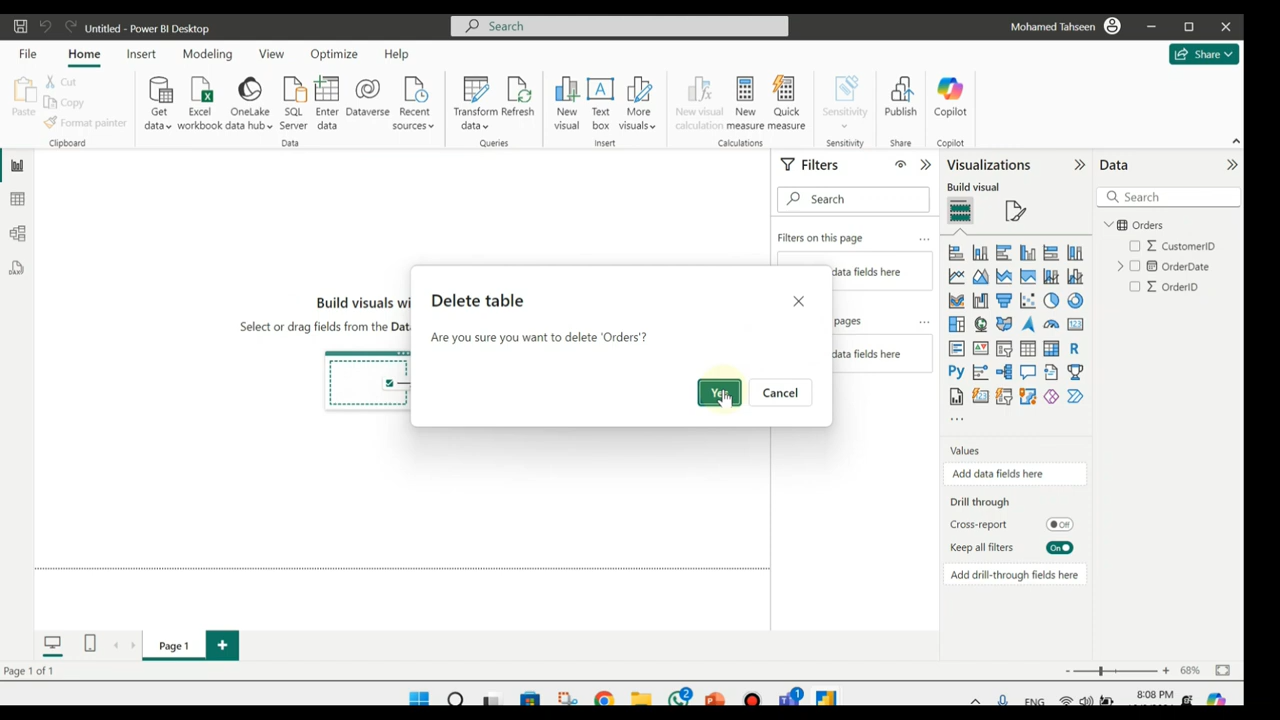 Untitled - Power BI Desktop
Search
Mohamed Tahseen
File
Home
Insert
Modeling
View
Optimize
Help
Share
Paste
Cut
Copy
Format painter
Clipboard
Get data
Excel workbook
OneLake data hub
SQL Server
Enter data
Dataverse
Recent sources
Data
Transform data
Refresh
Queries
New visual
Text box
More visuals
Insert
New visual calculation
New measure
Quick measure
Calculations
Sensitivity
Sensitivity
Publish
Share
Copilot
Copilot
Build visuals wi
Select or drag fields from the Dat
Delete table
Are you sure you want to delete 'Orders'?
Cancel
Filters
Search
Filters on this page
data fields here
pages
data fields here
Visualizations
Build visual
R
Py
Values
Add data fields here
Drill through
Cross-report
Off
Keep all filters
On
Add drill-through fields here
Data
Search
Orders
CustomerID
OrderDate
OrderID
Page 1
Page 1 of 1
68%
2
1
ENG
8:08 PM